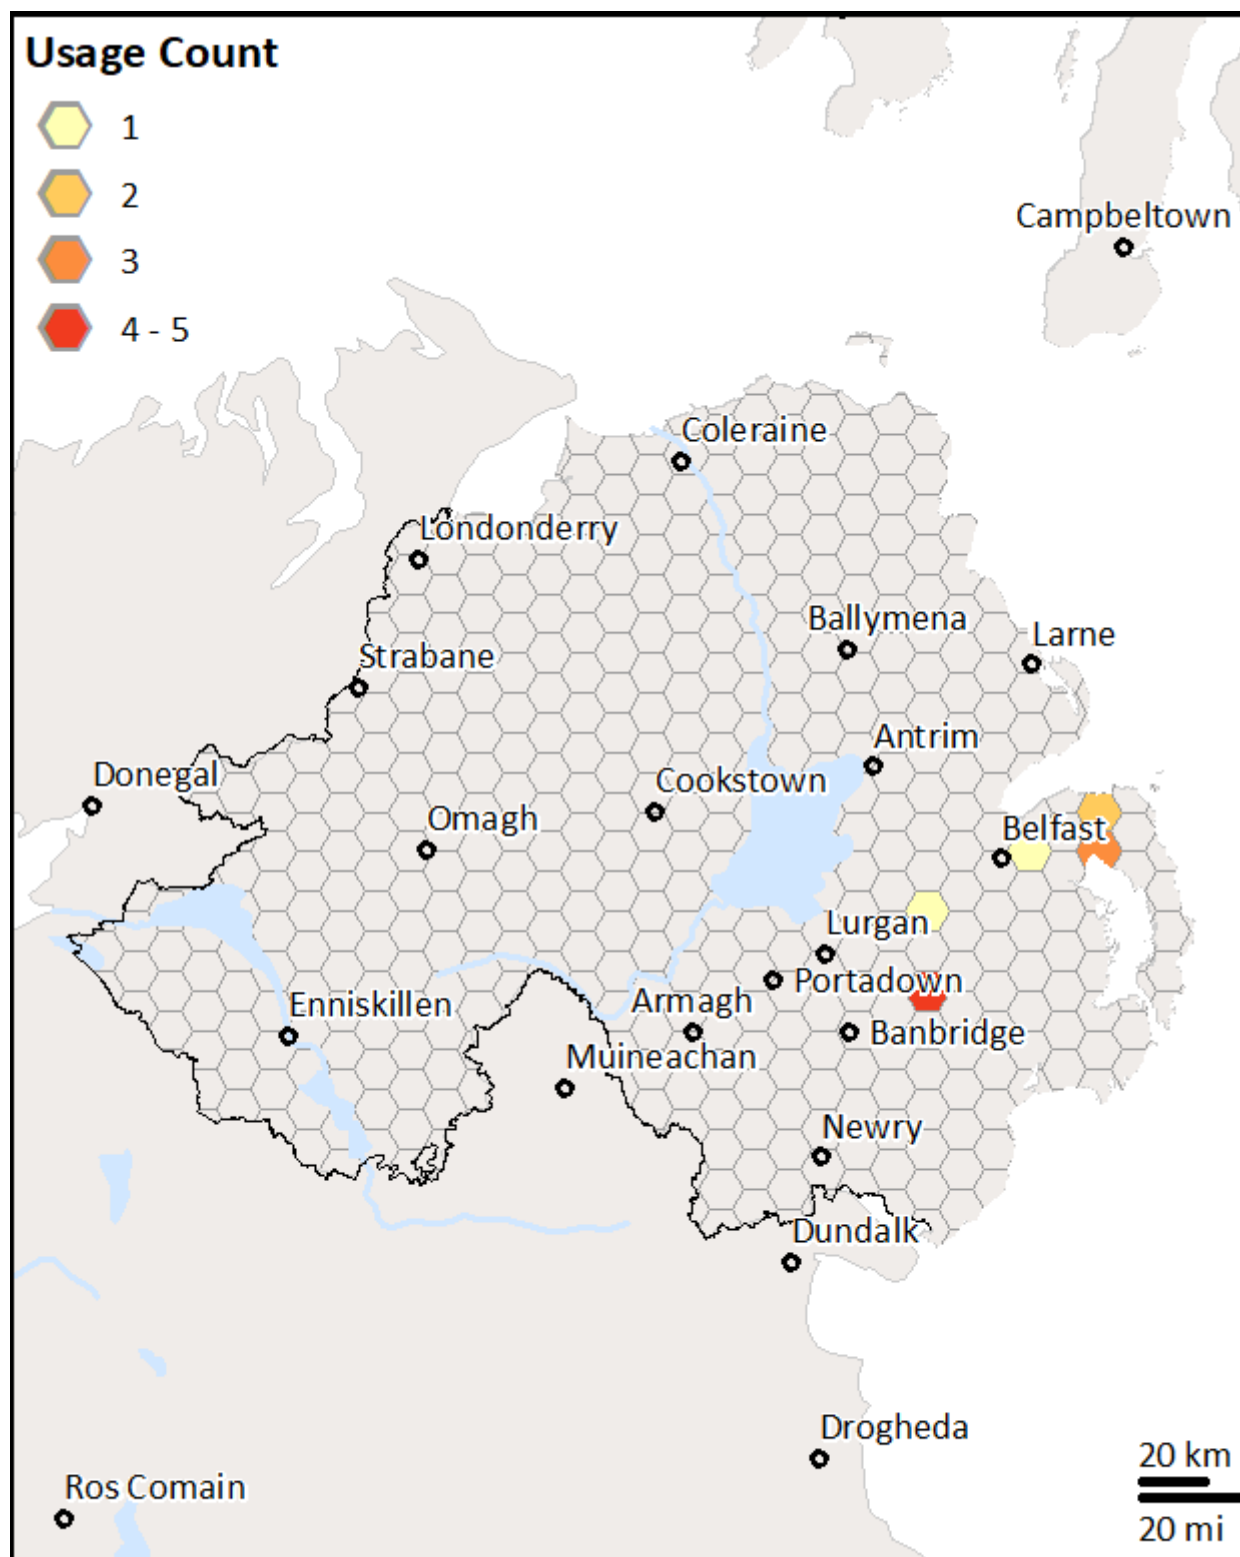 Usage Count
1
2
3
4 - 5
Campbeltown
Coleraine
Londonderry
Ballymena
Larne
Strabane
Antrim
Donegal
Cookstown
Omagh
Belfast
Lurgan
Portadown
Enniskillen
Armagh
Banbridge
Muineachan
Newry
Dundalk
Drogheda
20 km
Ros Comain
20 mi